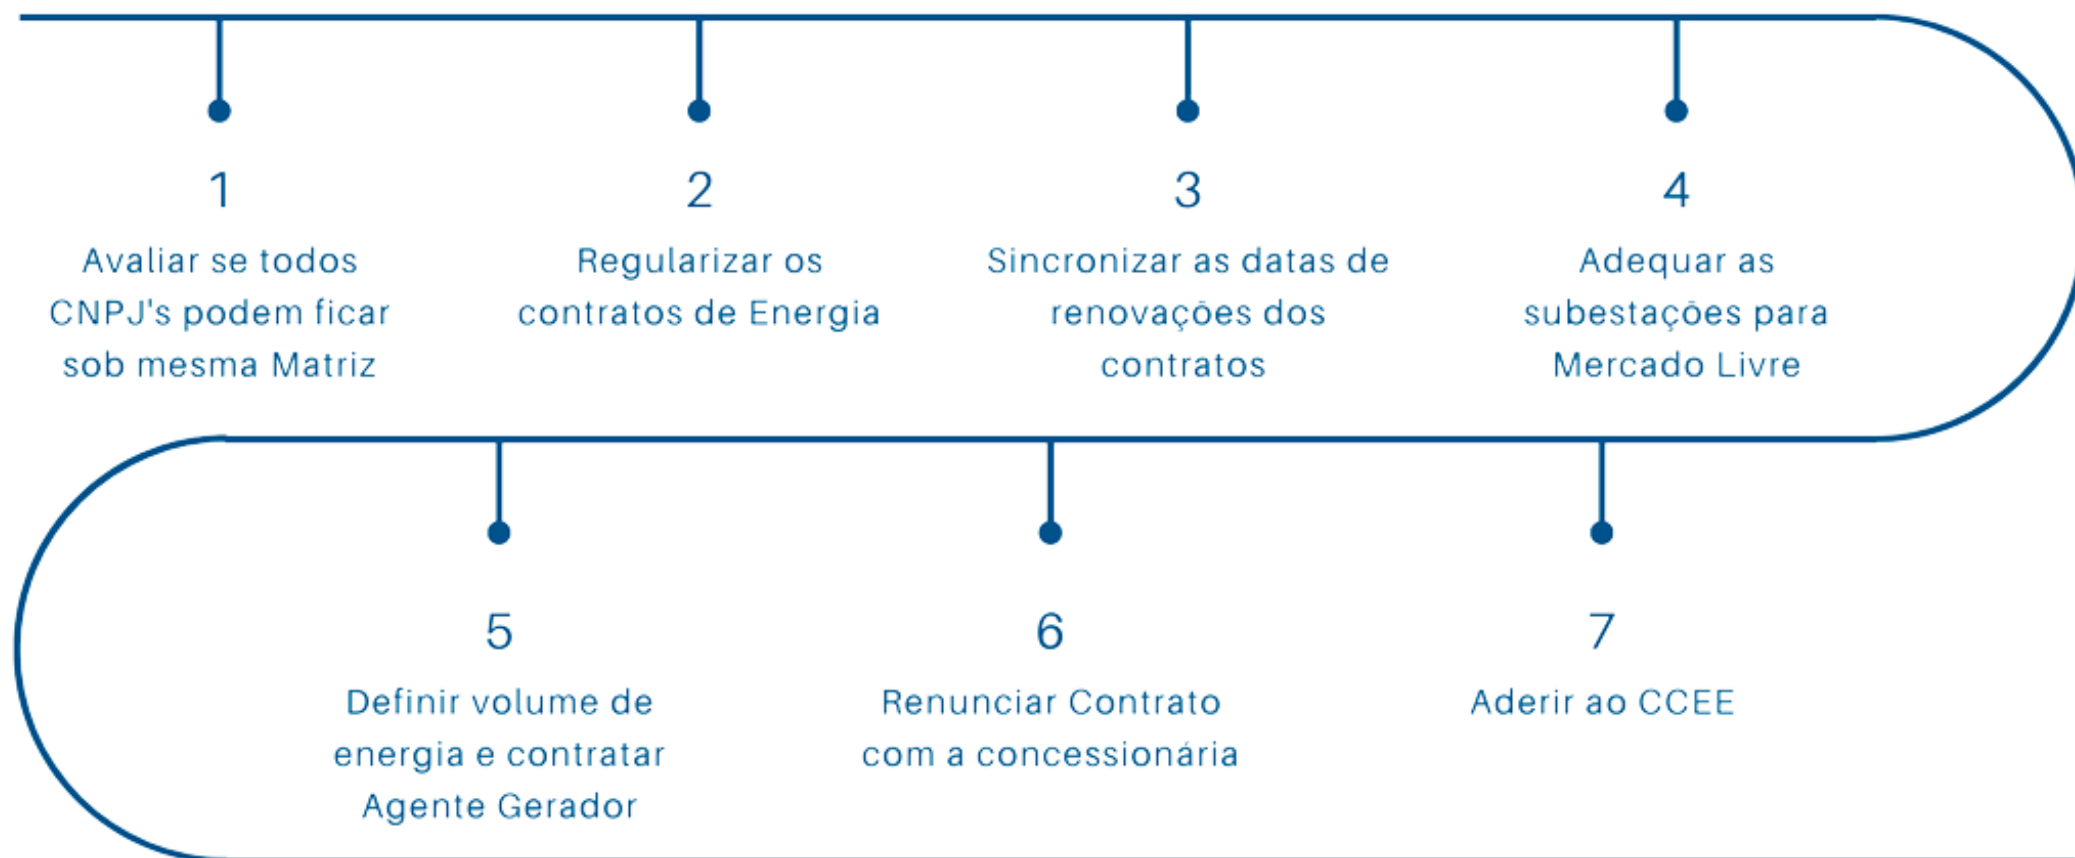 1
Avaliar se todos
CNPJ's podem ficar
sob mesma Matriz
2
Regularizar os
contratos de Energia
3
Sincronizar as datas de
renovações dos
contratos
4
Adequar as
subestações para
Mercado Livre
5
Definir volume de
energia e contratar
Agente Gerador
6
Renunciar Contrato
com a concessionária
7
Aderir ao CCEE